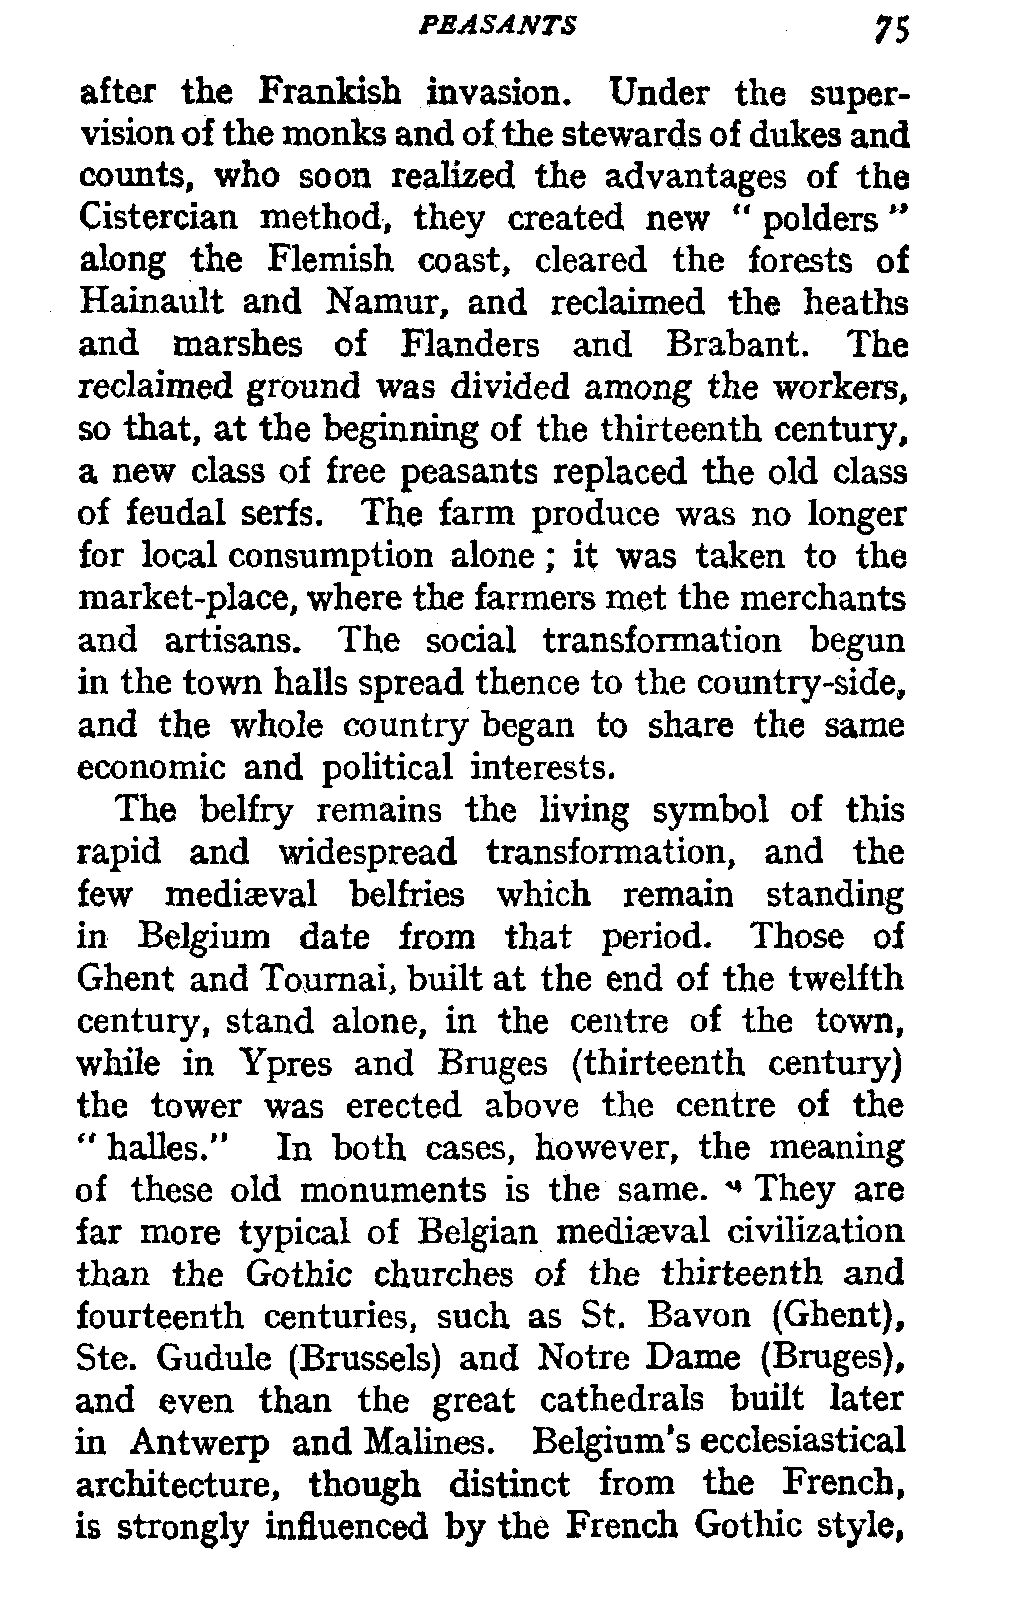 PEASANTS 75
after the Frankish invasion. Under the super-
vision of the monks and of the stewards of dukes and
counts, who soon realized the advantages of the
Cistercian method, they created new " polders "
along the Flemish coast, cleared the forests of
Hainault and Namur, and reclaimed the heaths
and marshes of Flanders and Brabant. The
reclaimed ground was divided among the workers,
so that, at the beginning of the thirteenth century,
a new class of free peasants replaced the old class
of feudal serfs. The farm produce was no longer
for local consumption alone ; it was taken to the
market-place, where the farmers met the merchants
and artisans. The social transformation begun
in the town halls spread thence to the country-side,
and the whole country began to share the same
economic and political interests.
The belfry remains the living symbol of this
rapid and widespread transformation, and the
few mediæval belfries which remain standing
in Belgium date from that period. Those of
Ghent and Tournai, built at the end of the twelfth
century, stand alone, in the centre of the town,
while in Ypres and Bruges (thirteenth century)
the tower was erected above the centre of the
" halles." In both cases, however, the meaning
of these old monuments is the same. " They are
far more typical of Belgian mediæval civilization
than the Gothic churches of the thirteenth and
fourteenth centuries, such as St. Bavon (Ghent),
Ste. Gudule (Brussels) and Notre Dame (Bruges),
and even than the great cathedrals built later
in Antwerp and Malines. Belgium's ecclesiastical
architecture, though distinct from the French,
is strongly influenced by the French Gothic style,